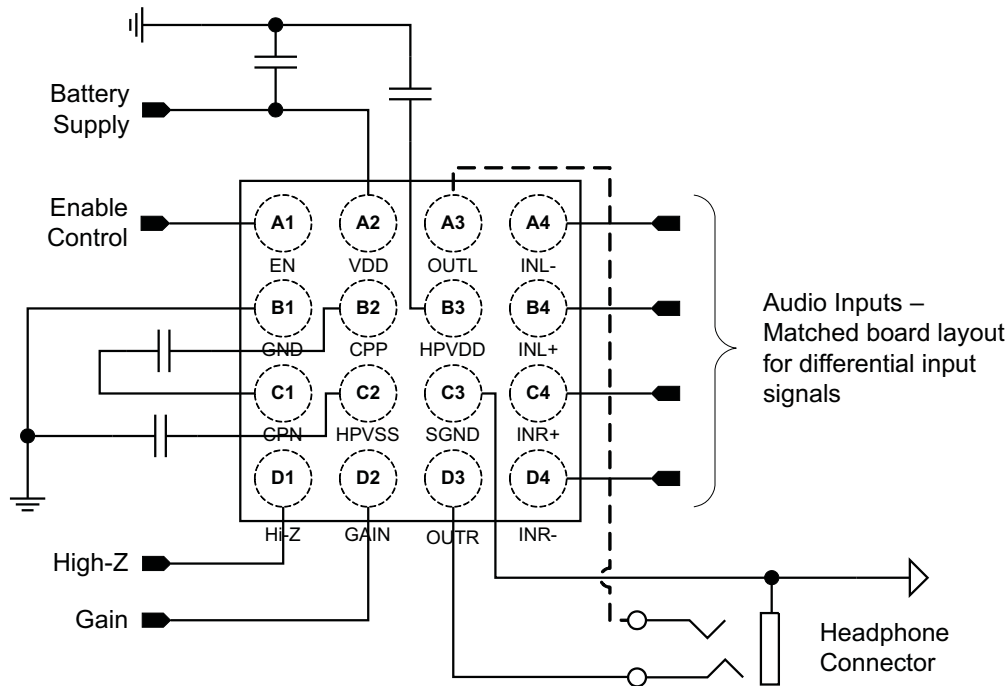 Battery
Supply
Enable
Control
A1 A2 A3 A4
EN VDD OUTL INL-
B1 B2 B3 B4
GND CPP HPVDD INL+
C1 C2 C3 C4
CPN HPVSS SGND INR+
D1 D2 D3 D4
Hi-Z GAIN OUTR INR-
Audio Inputs –
Matched board layout
for differential input
signals
High-Z
Gain
Headphone
Connector